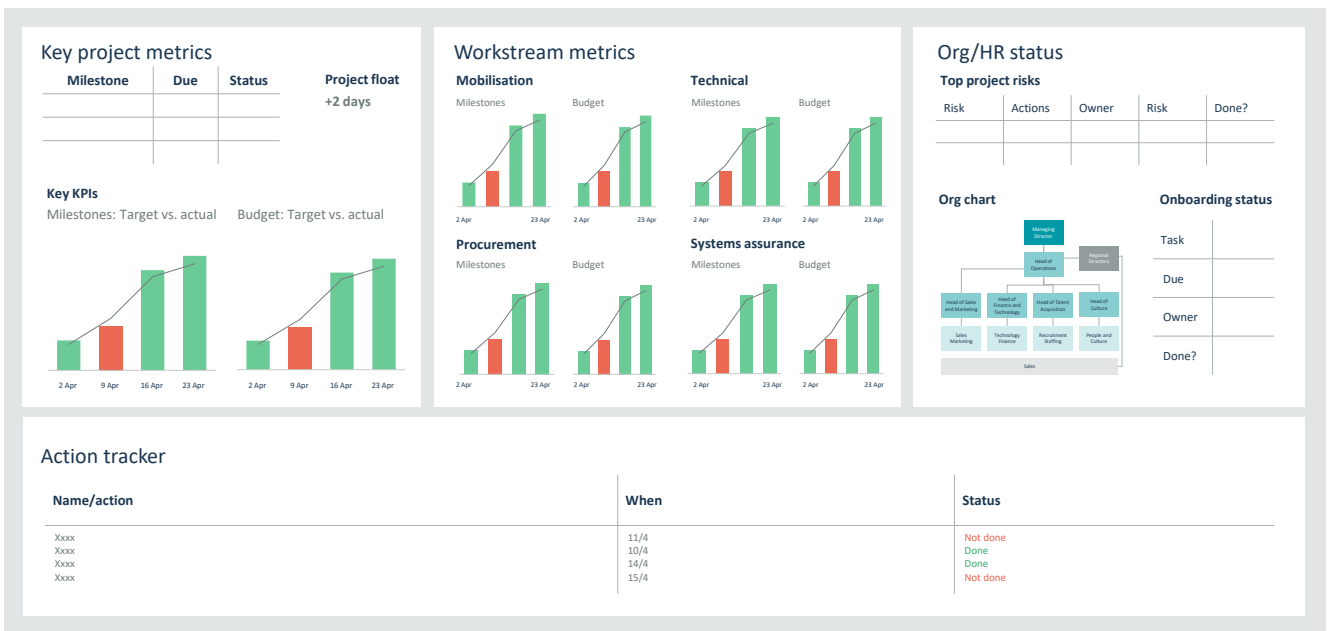 Key project metrics
Milestone Due Status
Project float
+2 days
Key KPIs
Milestones: Target vs. actual
Budget: Target vs. actual
2 Apr 9 Apr 16 Apr 23 Apr
2 Apr 9 Apr 16 Apr 23 Apr
Workstream metrics
Mobilisation
Milestones Budget
2 Apr 23 Apr 2 Apr 23 Apr
Technical
Milestones Budget
2 Apr 23 Apr 2 Apr 23 Apr
Procurement
Milestones Budget
2 Apr 23 Apr 2 Apr 23 Apr
Systems assurance
Milestones Budget
2 Apr 23 Apr 2 Apr 23 Apr
Org/HR status
Top project risks
Risk Actions Owner Risk Done?
Org chart
Managing
Director
Regional
Directors
Head of
Operations
Head of Sales
and Marketing
Head of
Finance and
Technology
Head of Talent
Acquisition
Head of
Culture
Sales
Marketing
Technology
Finance
Recruitment
Staffing
People and
Culture
Sales
Onboarding status
Task
Due
Owner
Done?
Action tracker
Name/action When Status
Xxxx 11/4 Not done
Xxxx 10/4 Done
Xxxx 14/4 Done
Xxxx 15/4 Not done